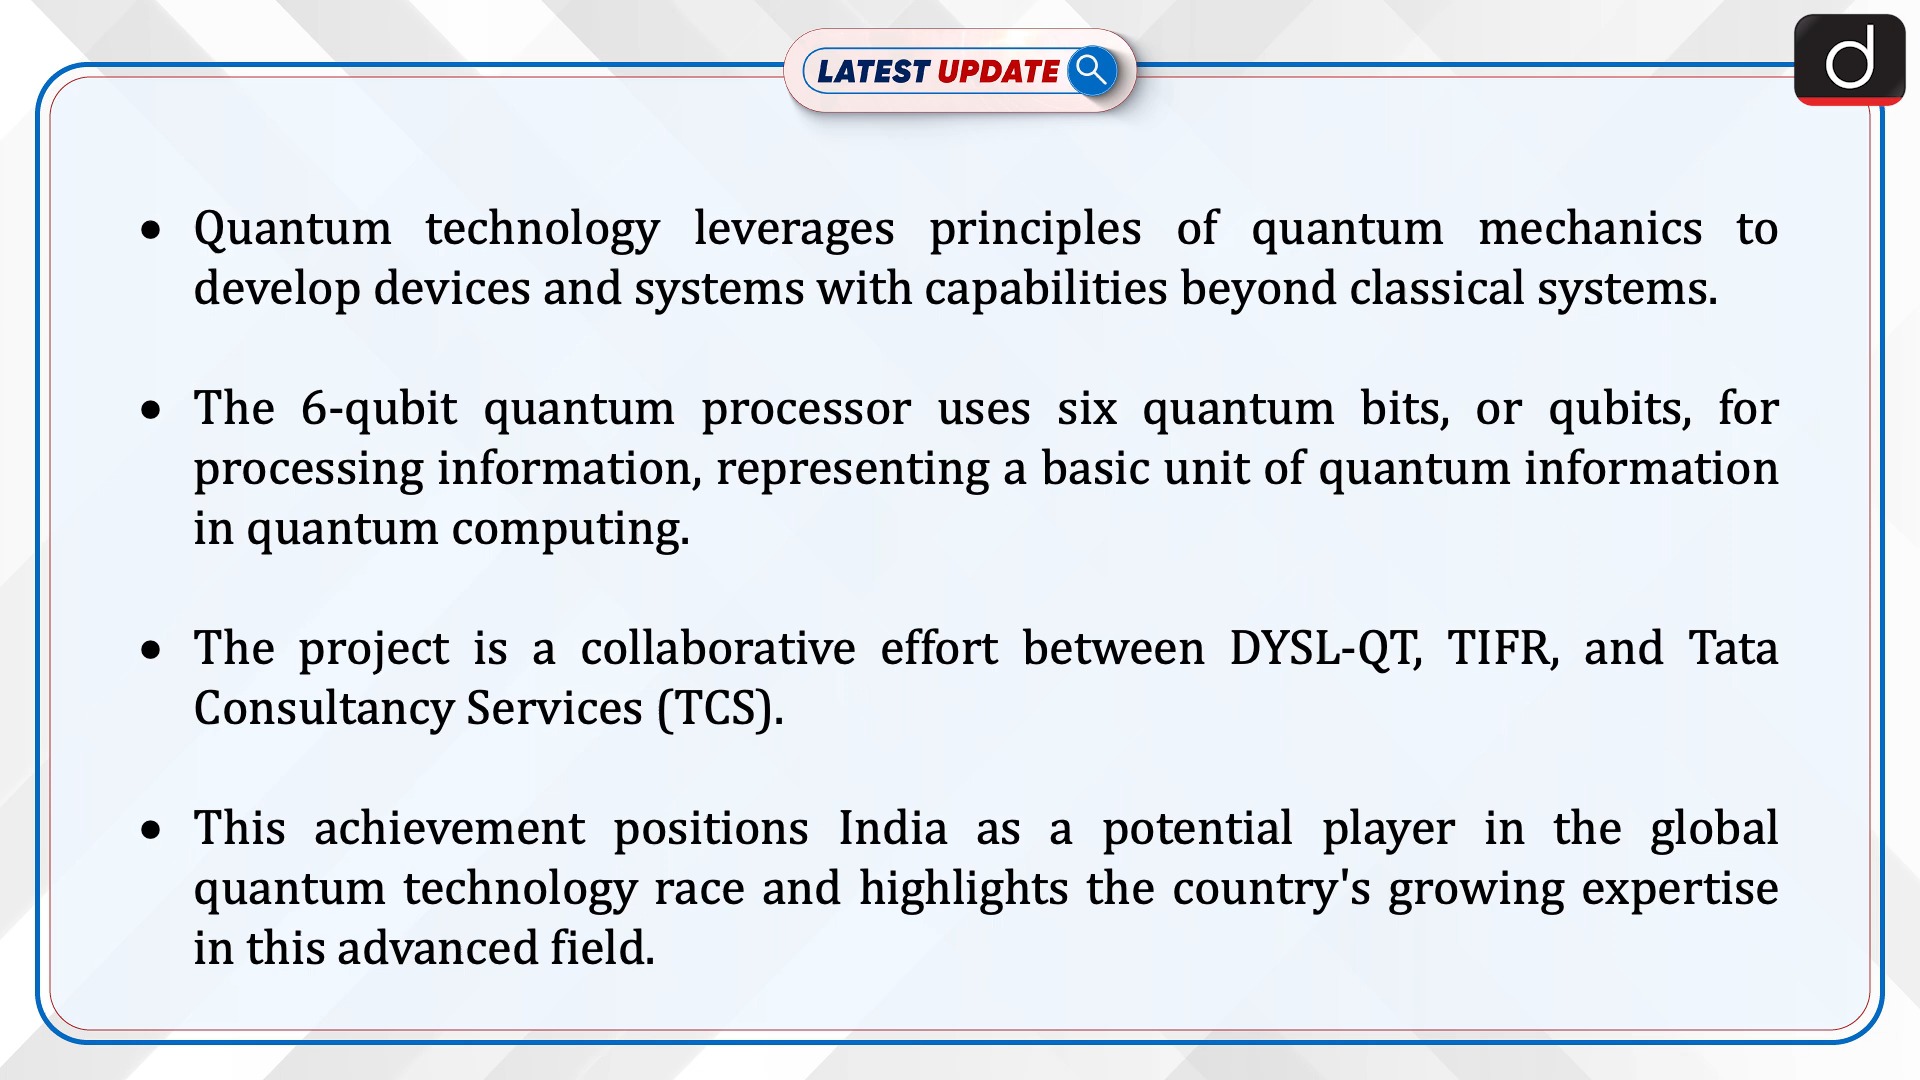 LATEST UPDATE
d
• Quantum technology leverages principles of quantum mechanics to
develop devices and systems with capabilities beyond classical systems.
• The 6-qubit quantum processor uses six quantum bits, or qubits, for
processing information, representing a basic unit of quantum information
in quantum computing.
• The project is a collaborative effort between DYSL-QT, TIFR, and Tata
Consultancy Services (TCS).
• This achievement positions India as a potential player in the global
quantum technology race and highlights the country's growing expertise
in this advanced field.